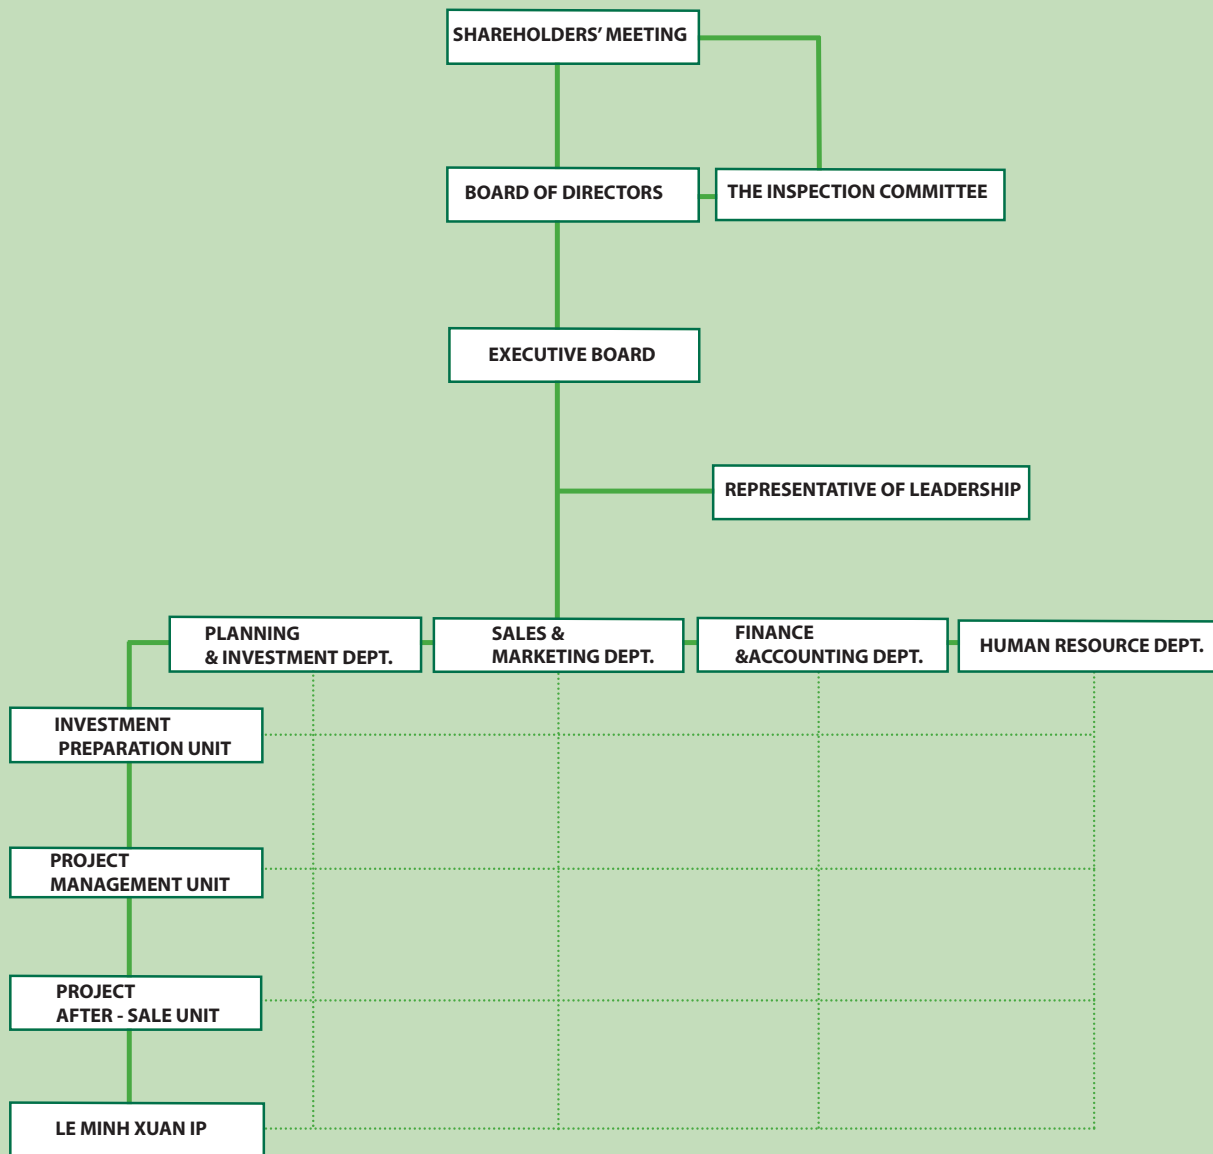 SHAREHOLDERS’ MEETING
BOARD OF DIRECTORS
THE INSPECTION COMMITTEE
EXECUTIVE BOARD
REPRESENTATIVE OF LEADERSHIP
PLANNING
& INVESTMENT DEPT.
SALES &
MARKETING DEPT.
FINANCE
&ACCOUNTING DEPT.
HUMAN RESOURCE DEPT.
INVESTMENT
PREPARATION UNIT
PROJECT
MANAGEMENT UNIT
PROJECT
AFTER - SALE UNIT
LE MINH XUAN IP